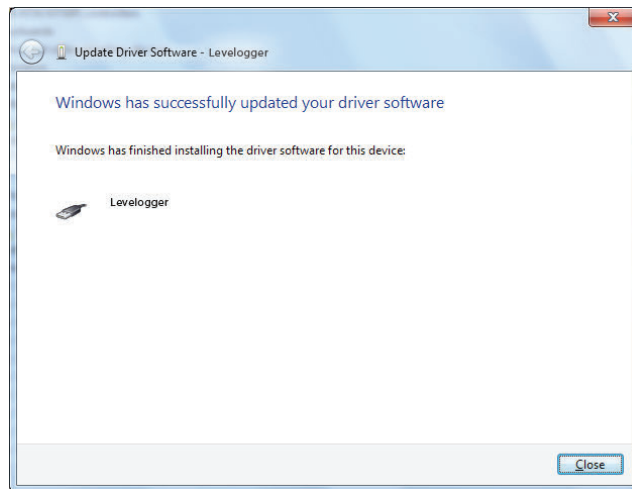 Update Driver Software - Levelogger
Windows has successfully updated your driver software
Windows has finished installing the driver software for this device:
Levelogger
Close